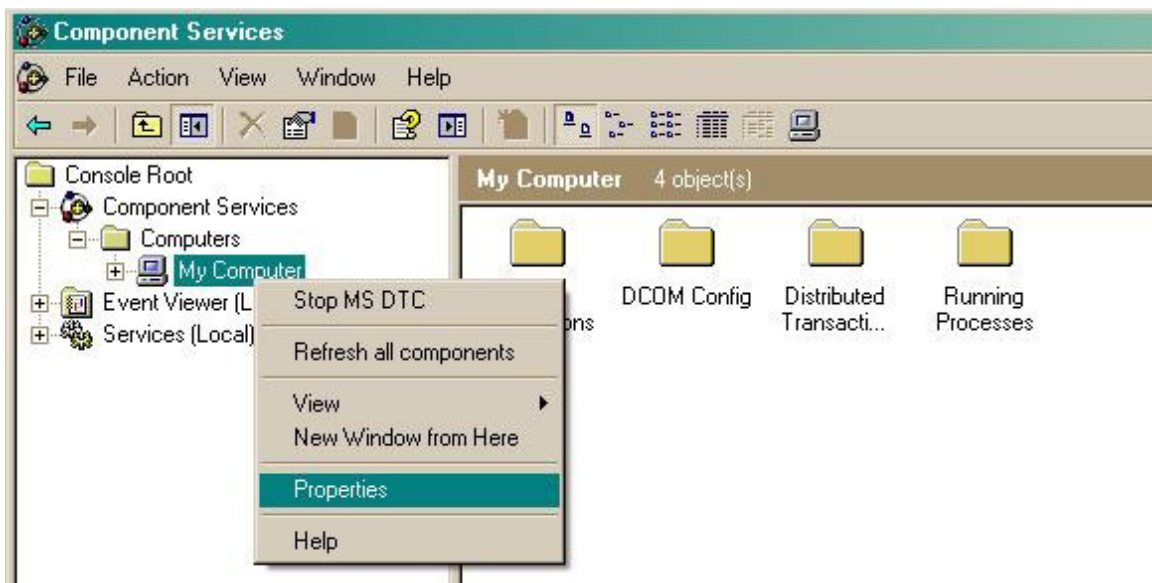 Component Services
File Action View Window Help
Console Root
Component Services
Computers
My Computer
Event Viewer (L
Services (Local)
My Computer 4 object(s)
ons
DCOM Config
Distributed
Transacti...
Running
Processes
Stop MS DTC
Refresh all components
View
New Window from Here
Properties
Help